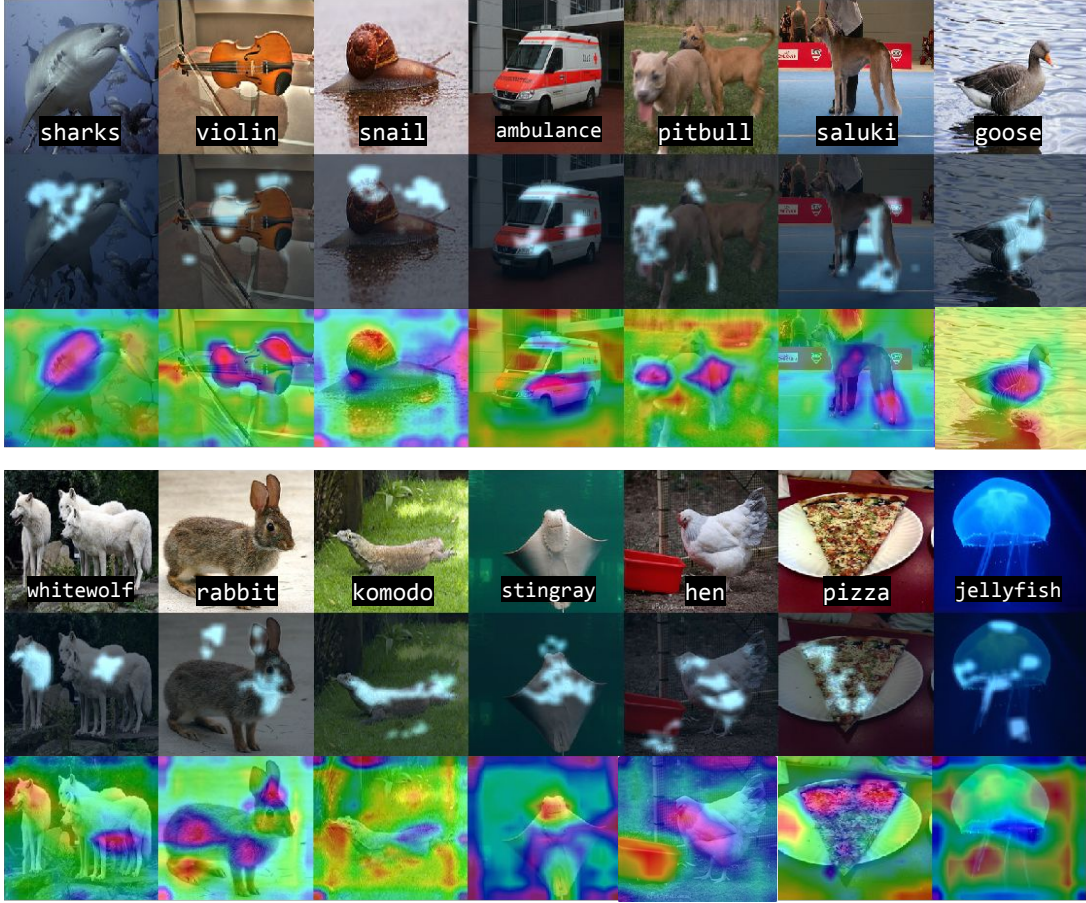 sharks
violin
snail
ambulance
pitbull
saluki
goose
whitewolf
rabbit
komodo
stingray
hen
pizza
jellyfish